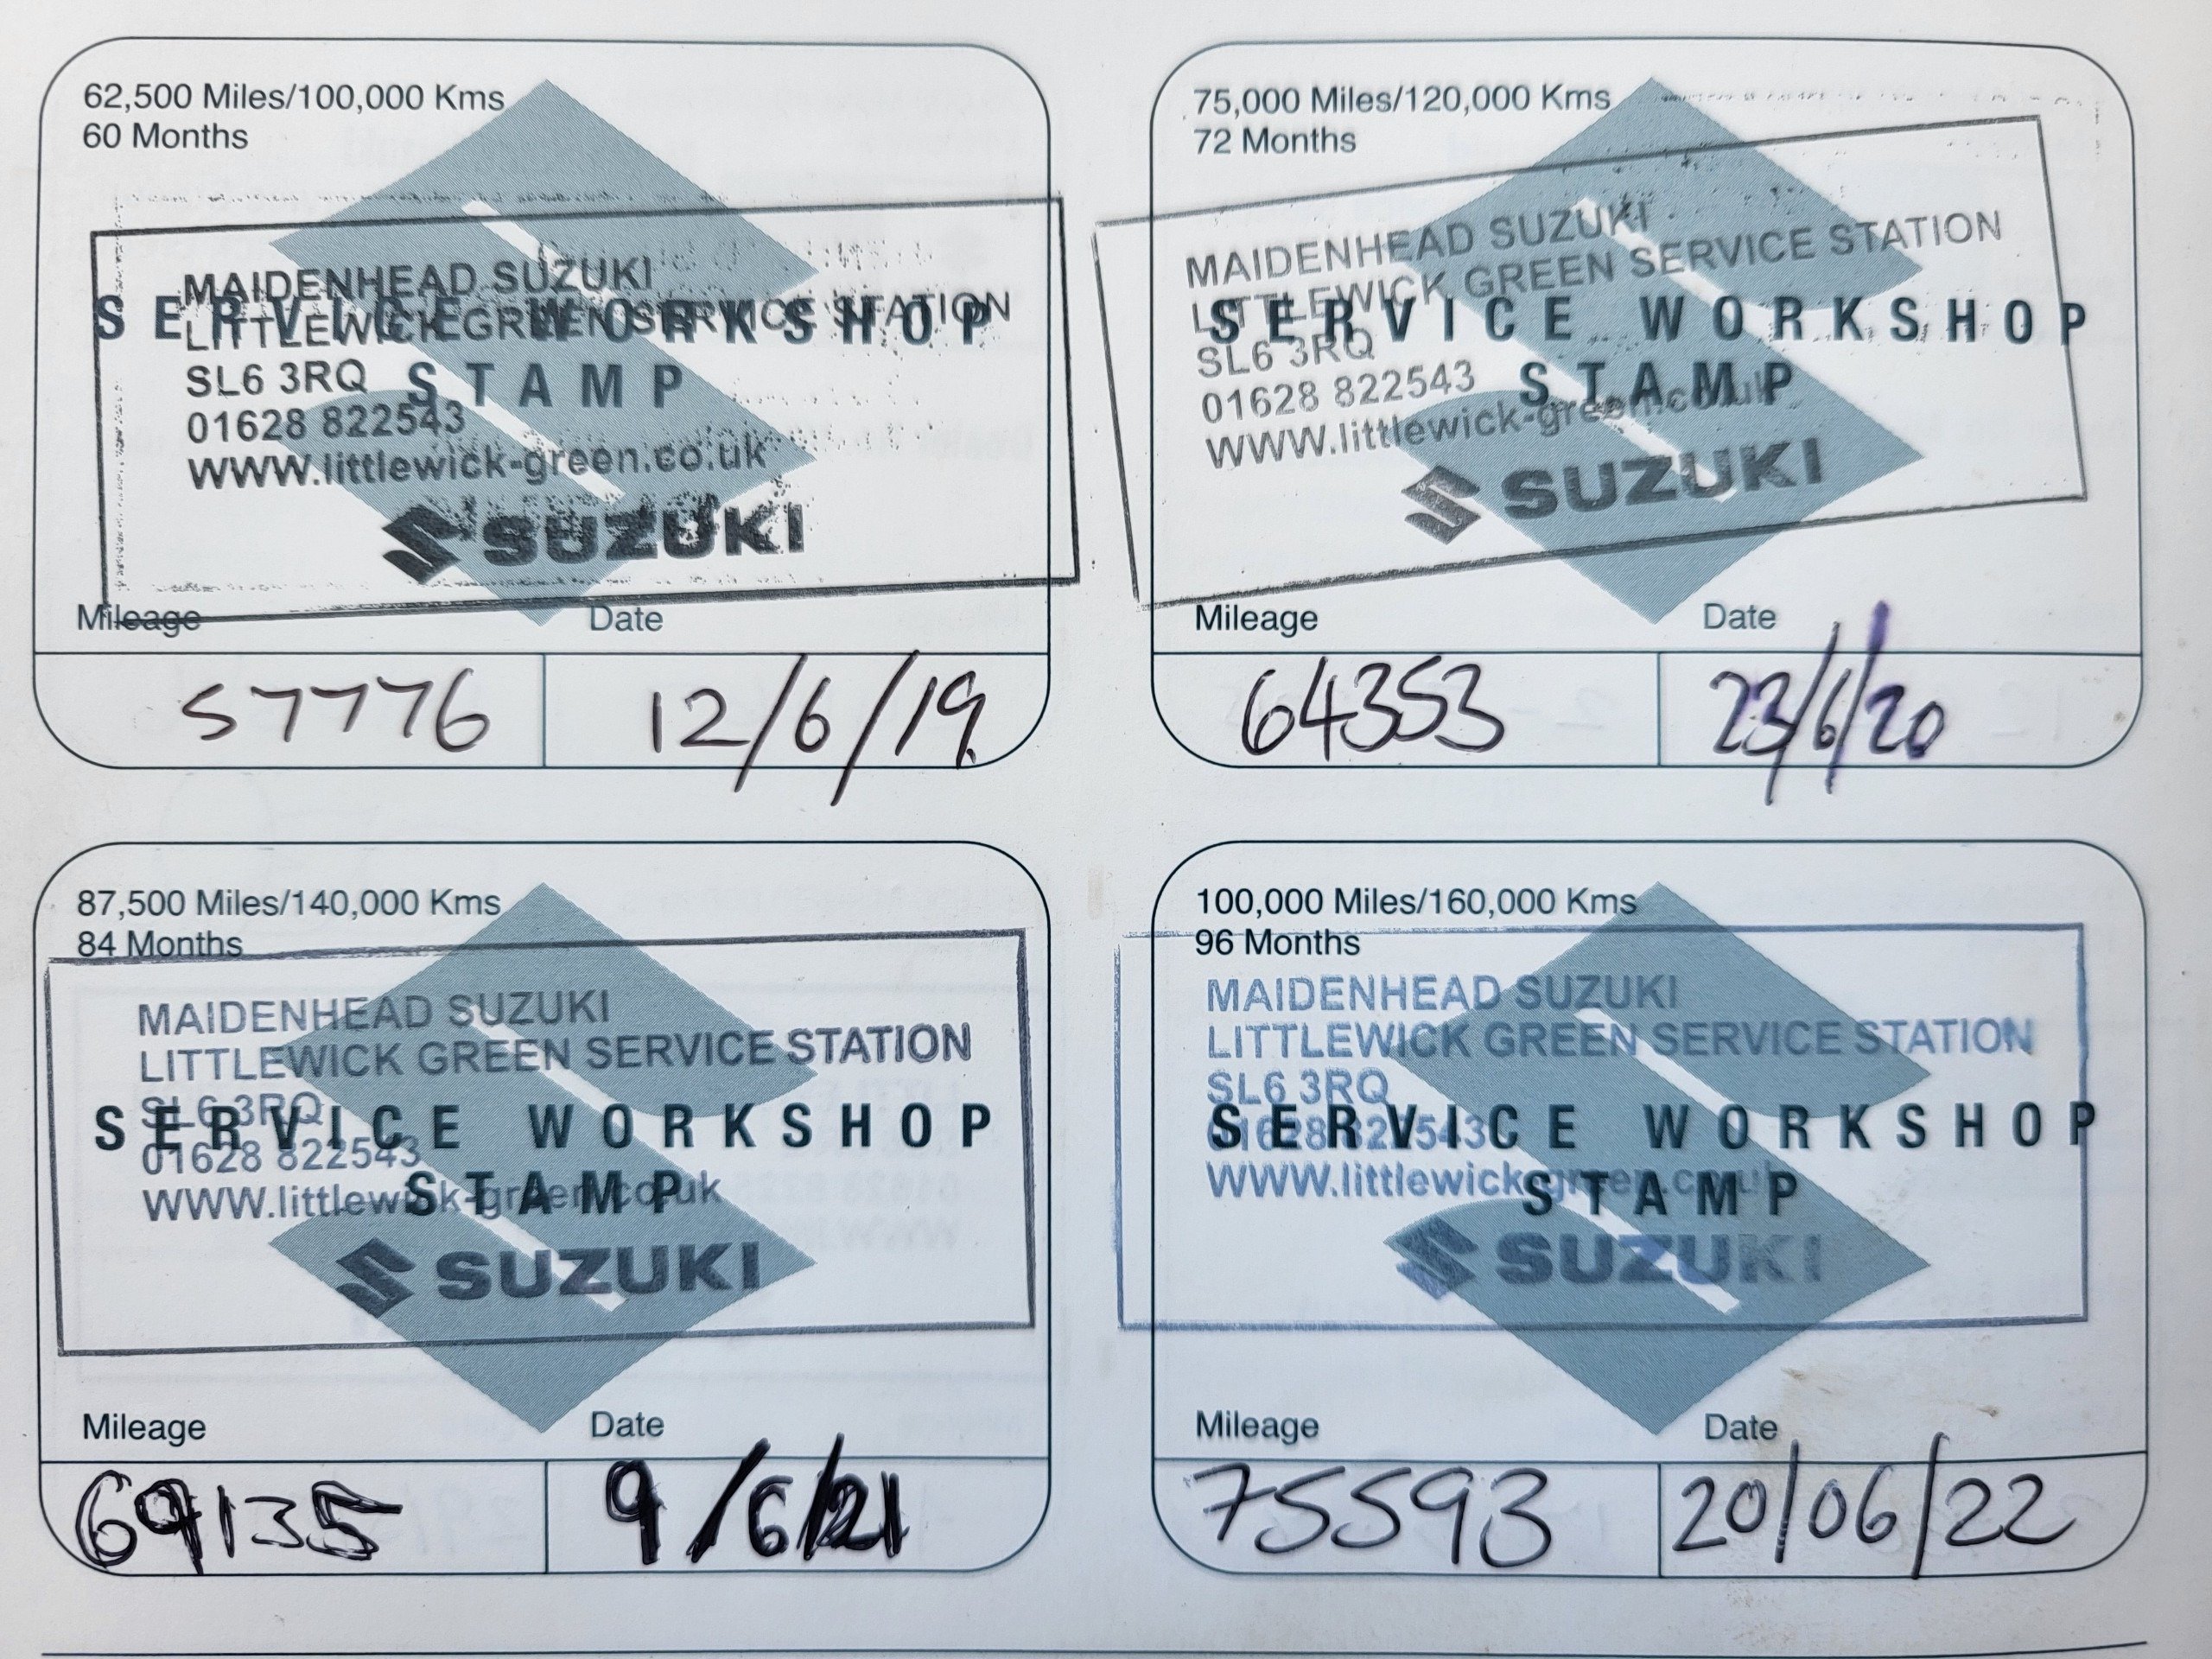 62,500 Miles/100,000 Kms
60 Months
MAIDENHEAD SUZUKI
LITTLEWICK GREEN SERVICE STATION
SERVICE WORKSHOP
SL6 3RQ
STAMP
01628 822543
WWW.littlewick-green.co.uk
SUZUKI
Mileage Date
57776 12/6/19
75,000 Miles/120,000 Kms
72 Months
MAIDENHEAD SUZUKI
LITTLEWICK GREEN SERVICE STATION
SERVICE WORKSHOP
SL6 3RQ
STAMP
01628 822543
WWW.littlewick-green.co.uk
SUZUKI
Mileage Date
64353 23/6/20
87,500 Miles/140,000 Kms
84 Months
MAIDENHEAD SUZUKI
LITTLEWICK GREEN SERVICE STATION
SL6 3RQ
SERVICE WORKSHOP
01628 822543
STAMP
WWW.littlewick-green.co.uk
SUZUKI
Mileage Date
69135 9/6/21
100,000 Miles/160,000 Kms
96 Months
MAIDENHEAD SUZUKI
LITTLEWICK GREEN SERVICE STATION
SL6 3RQ
SERVICE WORKSHOP
01628 822543
STAMP
WWW.littlewick-green.co.uk
SUZUKI
Mileage Date
75593 20/06/22